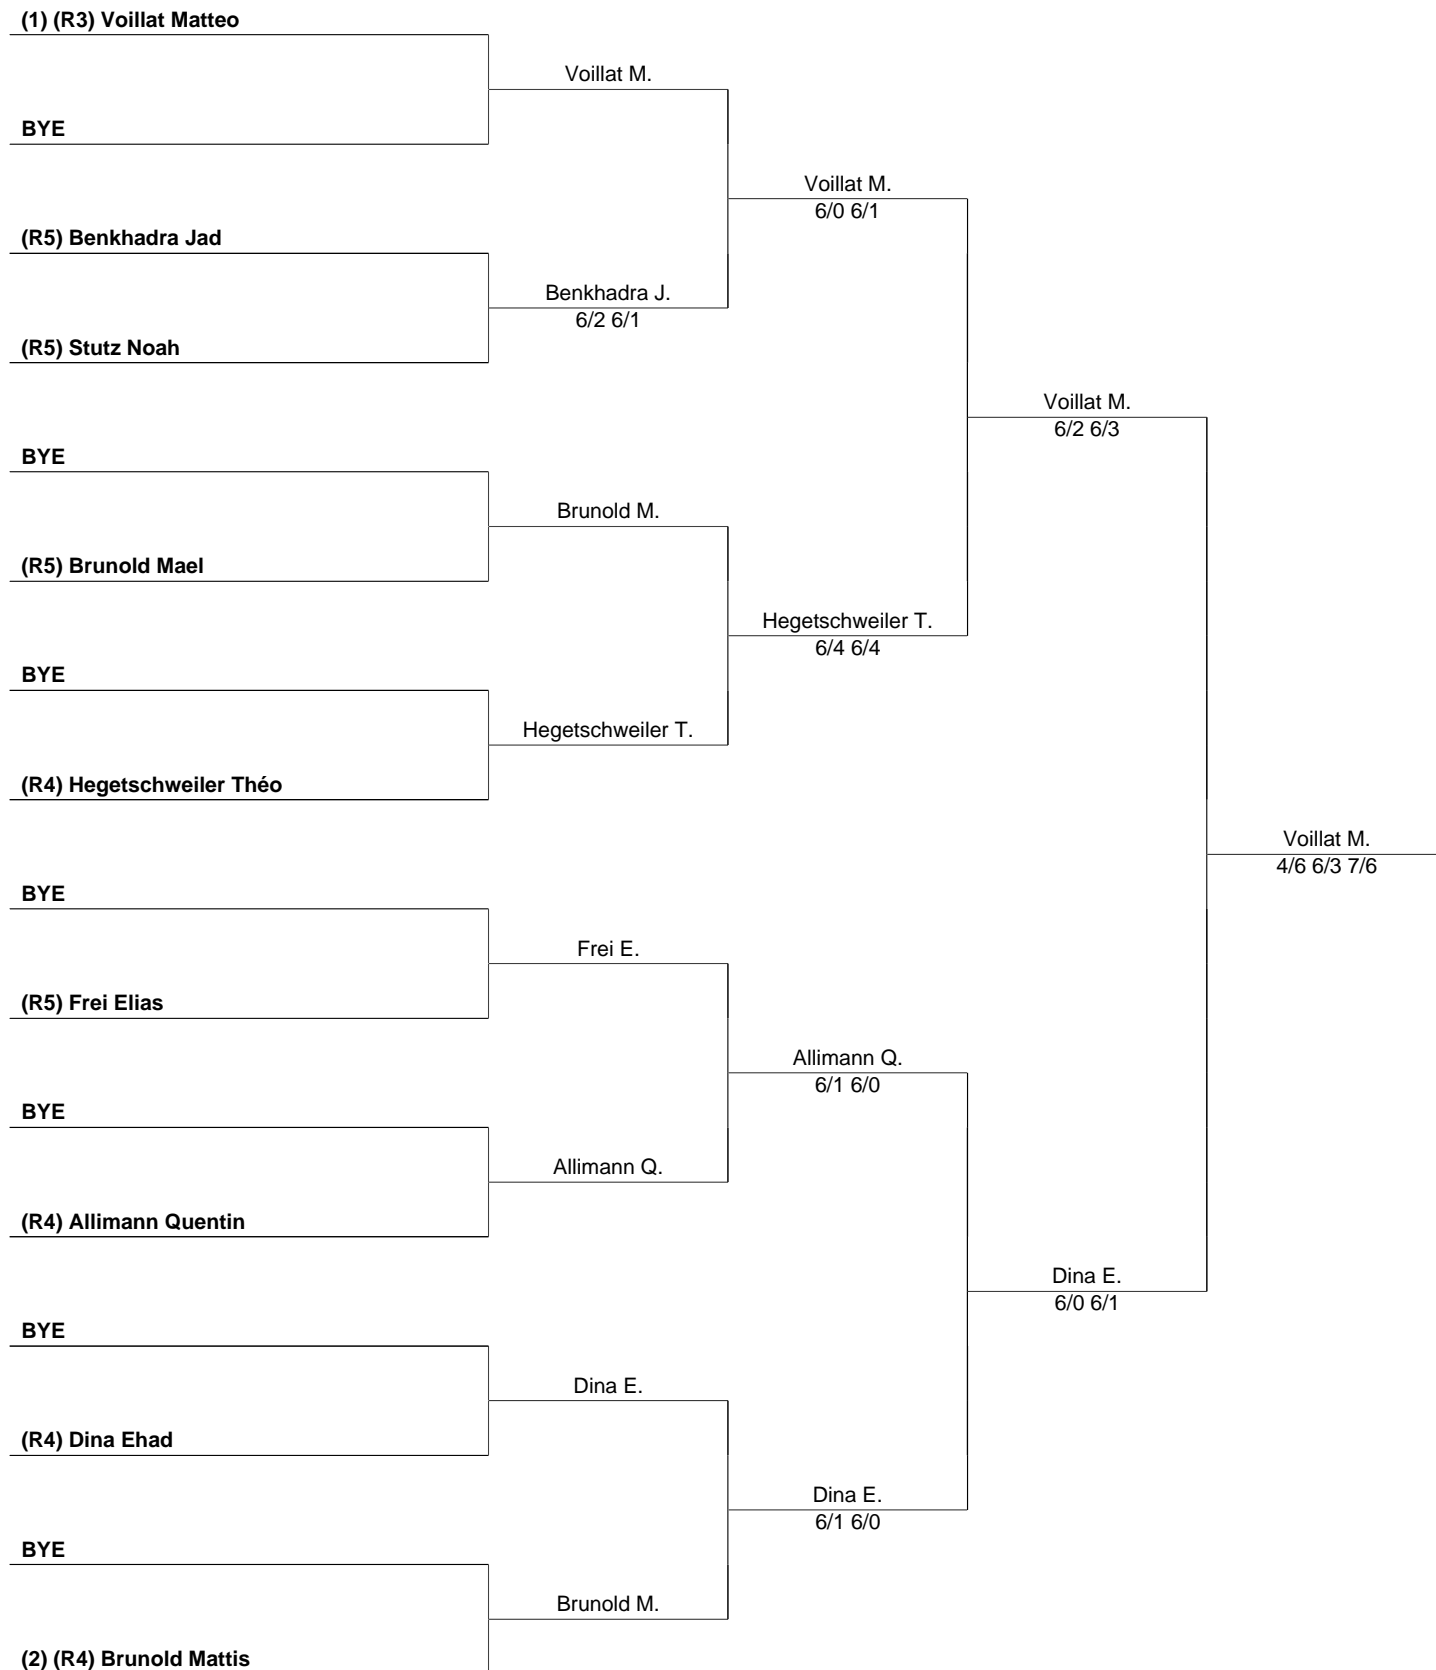 (1) (R3) Voillat Matteo
Voillat M.
BYE
Voillat M.
6/0 6/1
(R5) Benkhadra Jad
Benkhadra J.
6/2 6/1
(R5) Stutz Noah
Voillat M.
6/2 6/3
BYE
Brunold M.
(R5) Brunold Mael
Hegetschweiler T.
6/4 6/4
BYE
Hegetschweiler T.
(R4) Hegetschweiler Théo
Voillat M.
4/6 6/3 7/6
BYE
Frei E.
(R5) Frei Elias
Allimann Q.
6/1 6/0
BYE
Allimann Q.
(R4) Allimann Quentin
Dina E.
6/0 6/1
BYE
Dina E.
(R4) Dina Ehad
Dina E.
6/1 6/0
BYE
Brunold M.
(2) (R4) Brunold Mattis